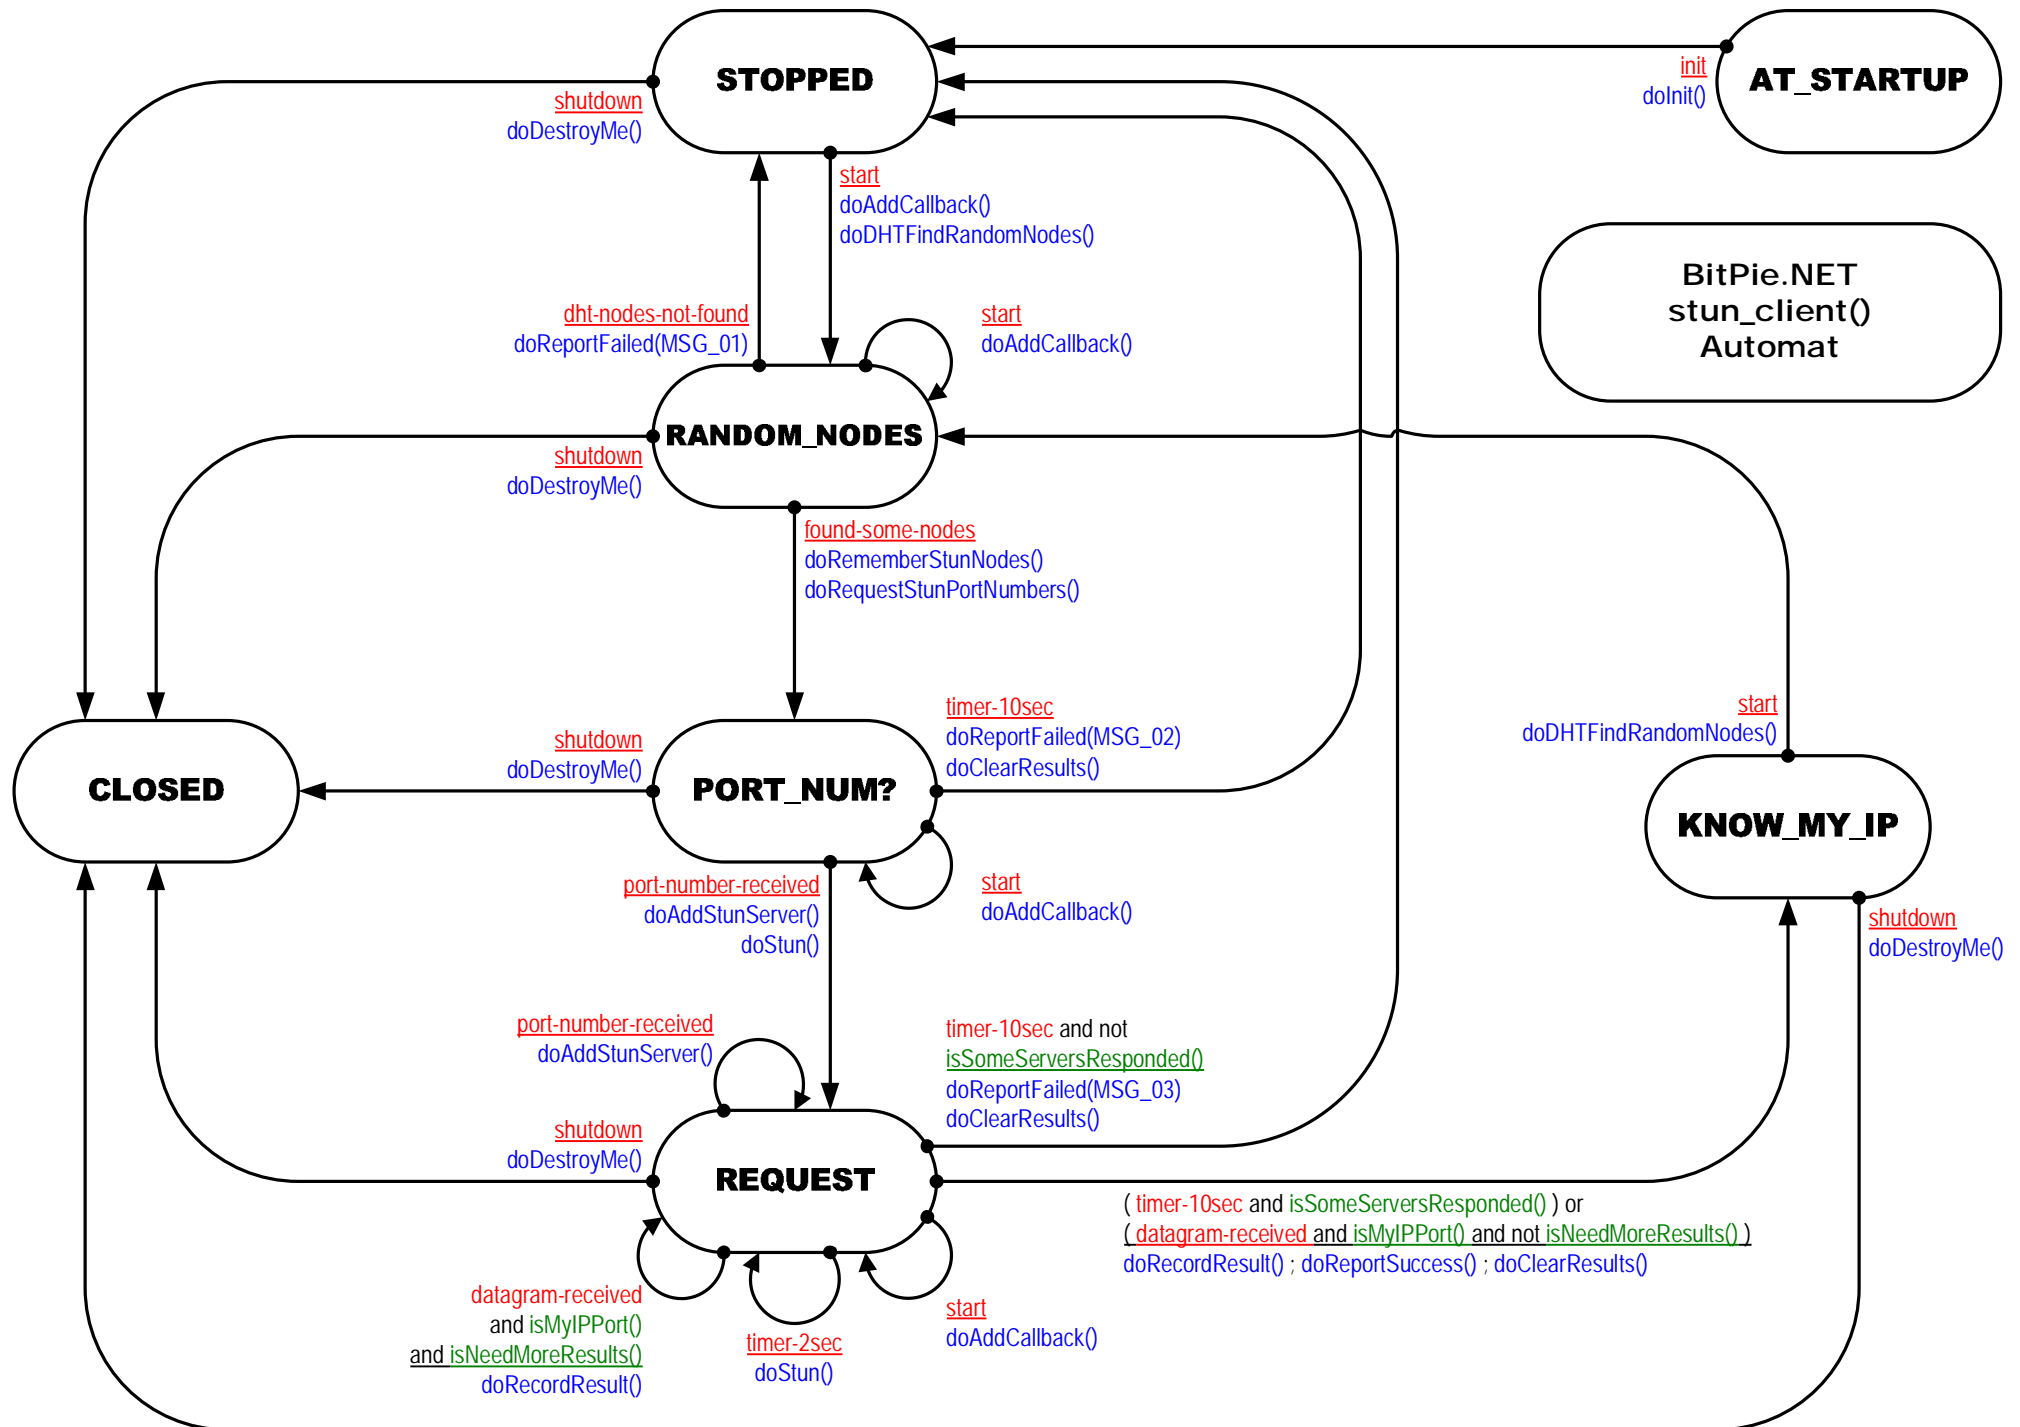 STOPPED
AT_STARTUP
init
doInit()
shutdown
doDestroyMe()
start
doAddCallback()
doDHTFindRandomNodes()
BitPie.NET
stun_client()
Automat
dht-nodes-not-found
doReportFailed(MSG_01)
start
doAddCallback()
RANDOM_NODES
shutdown
doDestroyMe()
found-some-nodes
doRememberStunNodes()
doRequestStunPortNumbers()
timer-10sec
doReportFailed(MSG_02)
doClearResults()
start
doDHTFindRandomNodes()
shutdown
doDestroyMe()
CLOSED
PORT_NUM?
KNOW_MY_IP
port-number-received
doAddStunServer()
doStun()
start
doAddCallback()
shutdown
doDestroyMe()
port-number-received
doAddStunServer()
timer-10sec and not
isSomeServersResponded()
doReportFailed(MSG_03)
doClearResults()
shutdown
doDestroyMe()
REQUEST
( timer-10sec and isSomeServersResponded() ) or
( datagram-received and isMyIPPort() and not isNeedMoreResults() )
doRecordResult() ; doReportSuccess() ; doClearResults()
datagram-received
and isMyIPPort()
and isNeedMoreResults()
doRecordResult()
timer-2sec
doStun()
start
doAddCallback()